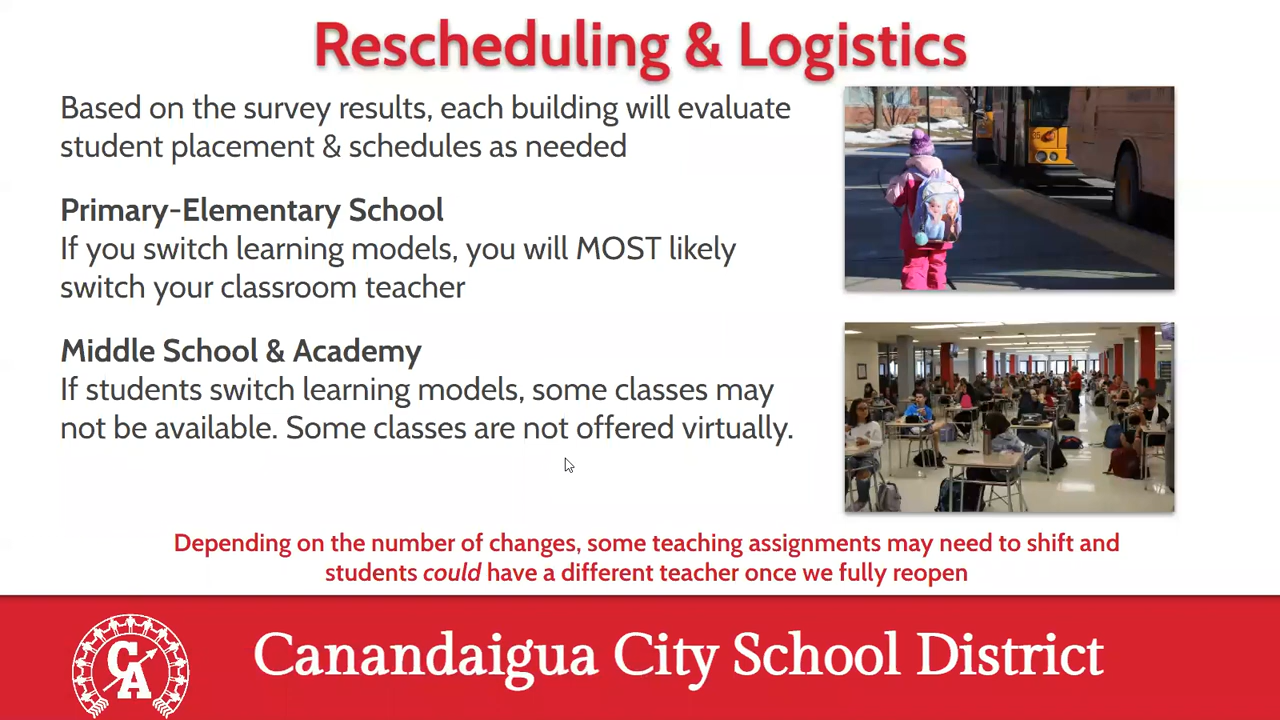 Rescheduling & Logistics
Based on the survey results, each building will evaluate
student placement & schedules as needed
Primary-Elementary School
If you switch learning models, you will MOST likely
switch your classroom teacher
Middle School & Academy
If students switch learning models, some classes may
not be available. Some classes are not offered virtually.
Depending on the number of changes, some teaching assignments may need to shift and
students could have a different teacher once we fully reopen
CA
Canandaigua City School District